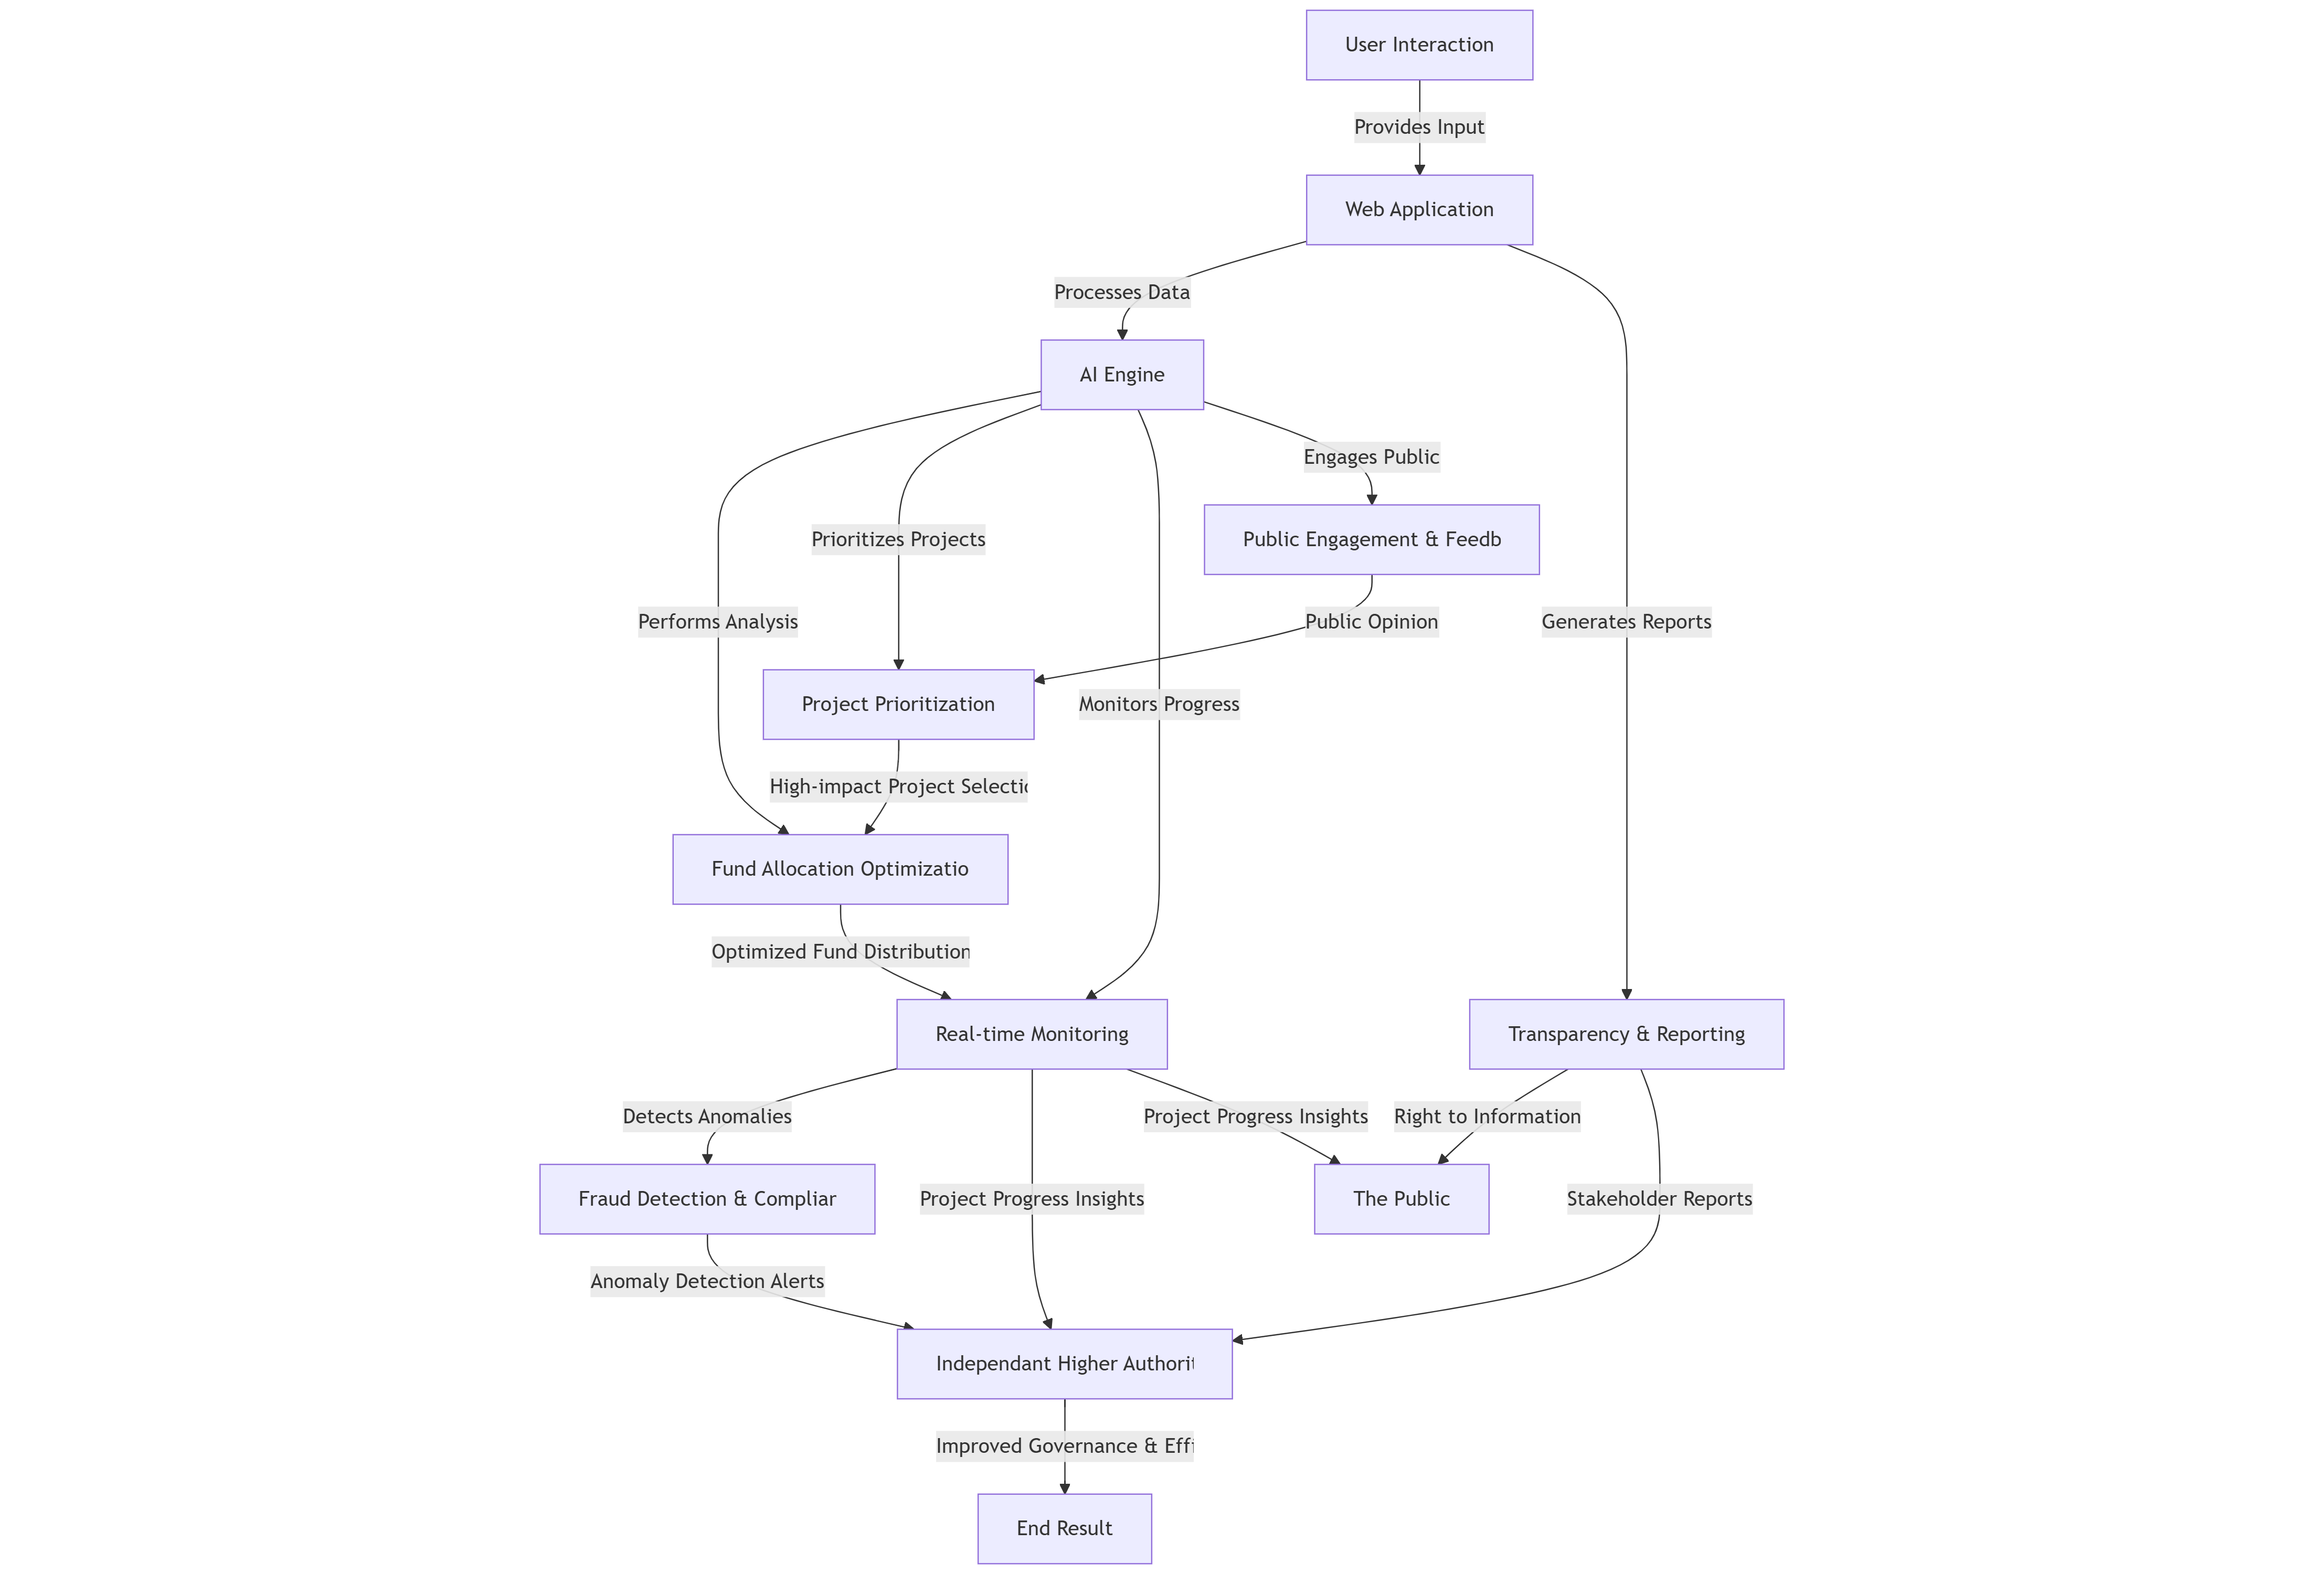 User Interaction
Provides Input
Web Application
Processes Data
AI Engine
Engages Public
Prioritizes Projects
Public Engagement & Feedb
Performs Analysis
Public Opinion
Generates Reports
Project Prioritization
Monitors Progress
High-impact Project Selectio
Fund Allocation Optimizatio
Optimized Fund Distribution
Real-time Monitoring
Transparency & Reporting
Detects Anomalies
Project Progress Insights
Right to Information
Fraud Detection & Compliar
Project Progress Insights
The Public
Stakeholder Reports
Anomaly Detection Alerts
Independant Higher Authorit
Improved Governance & Effi
End Result